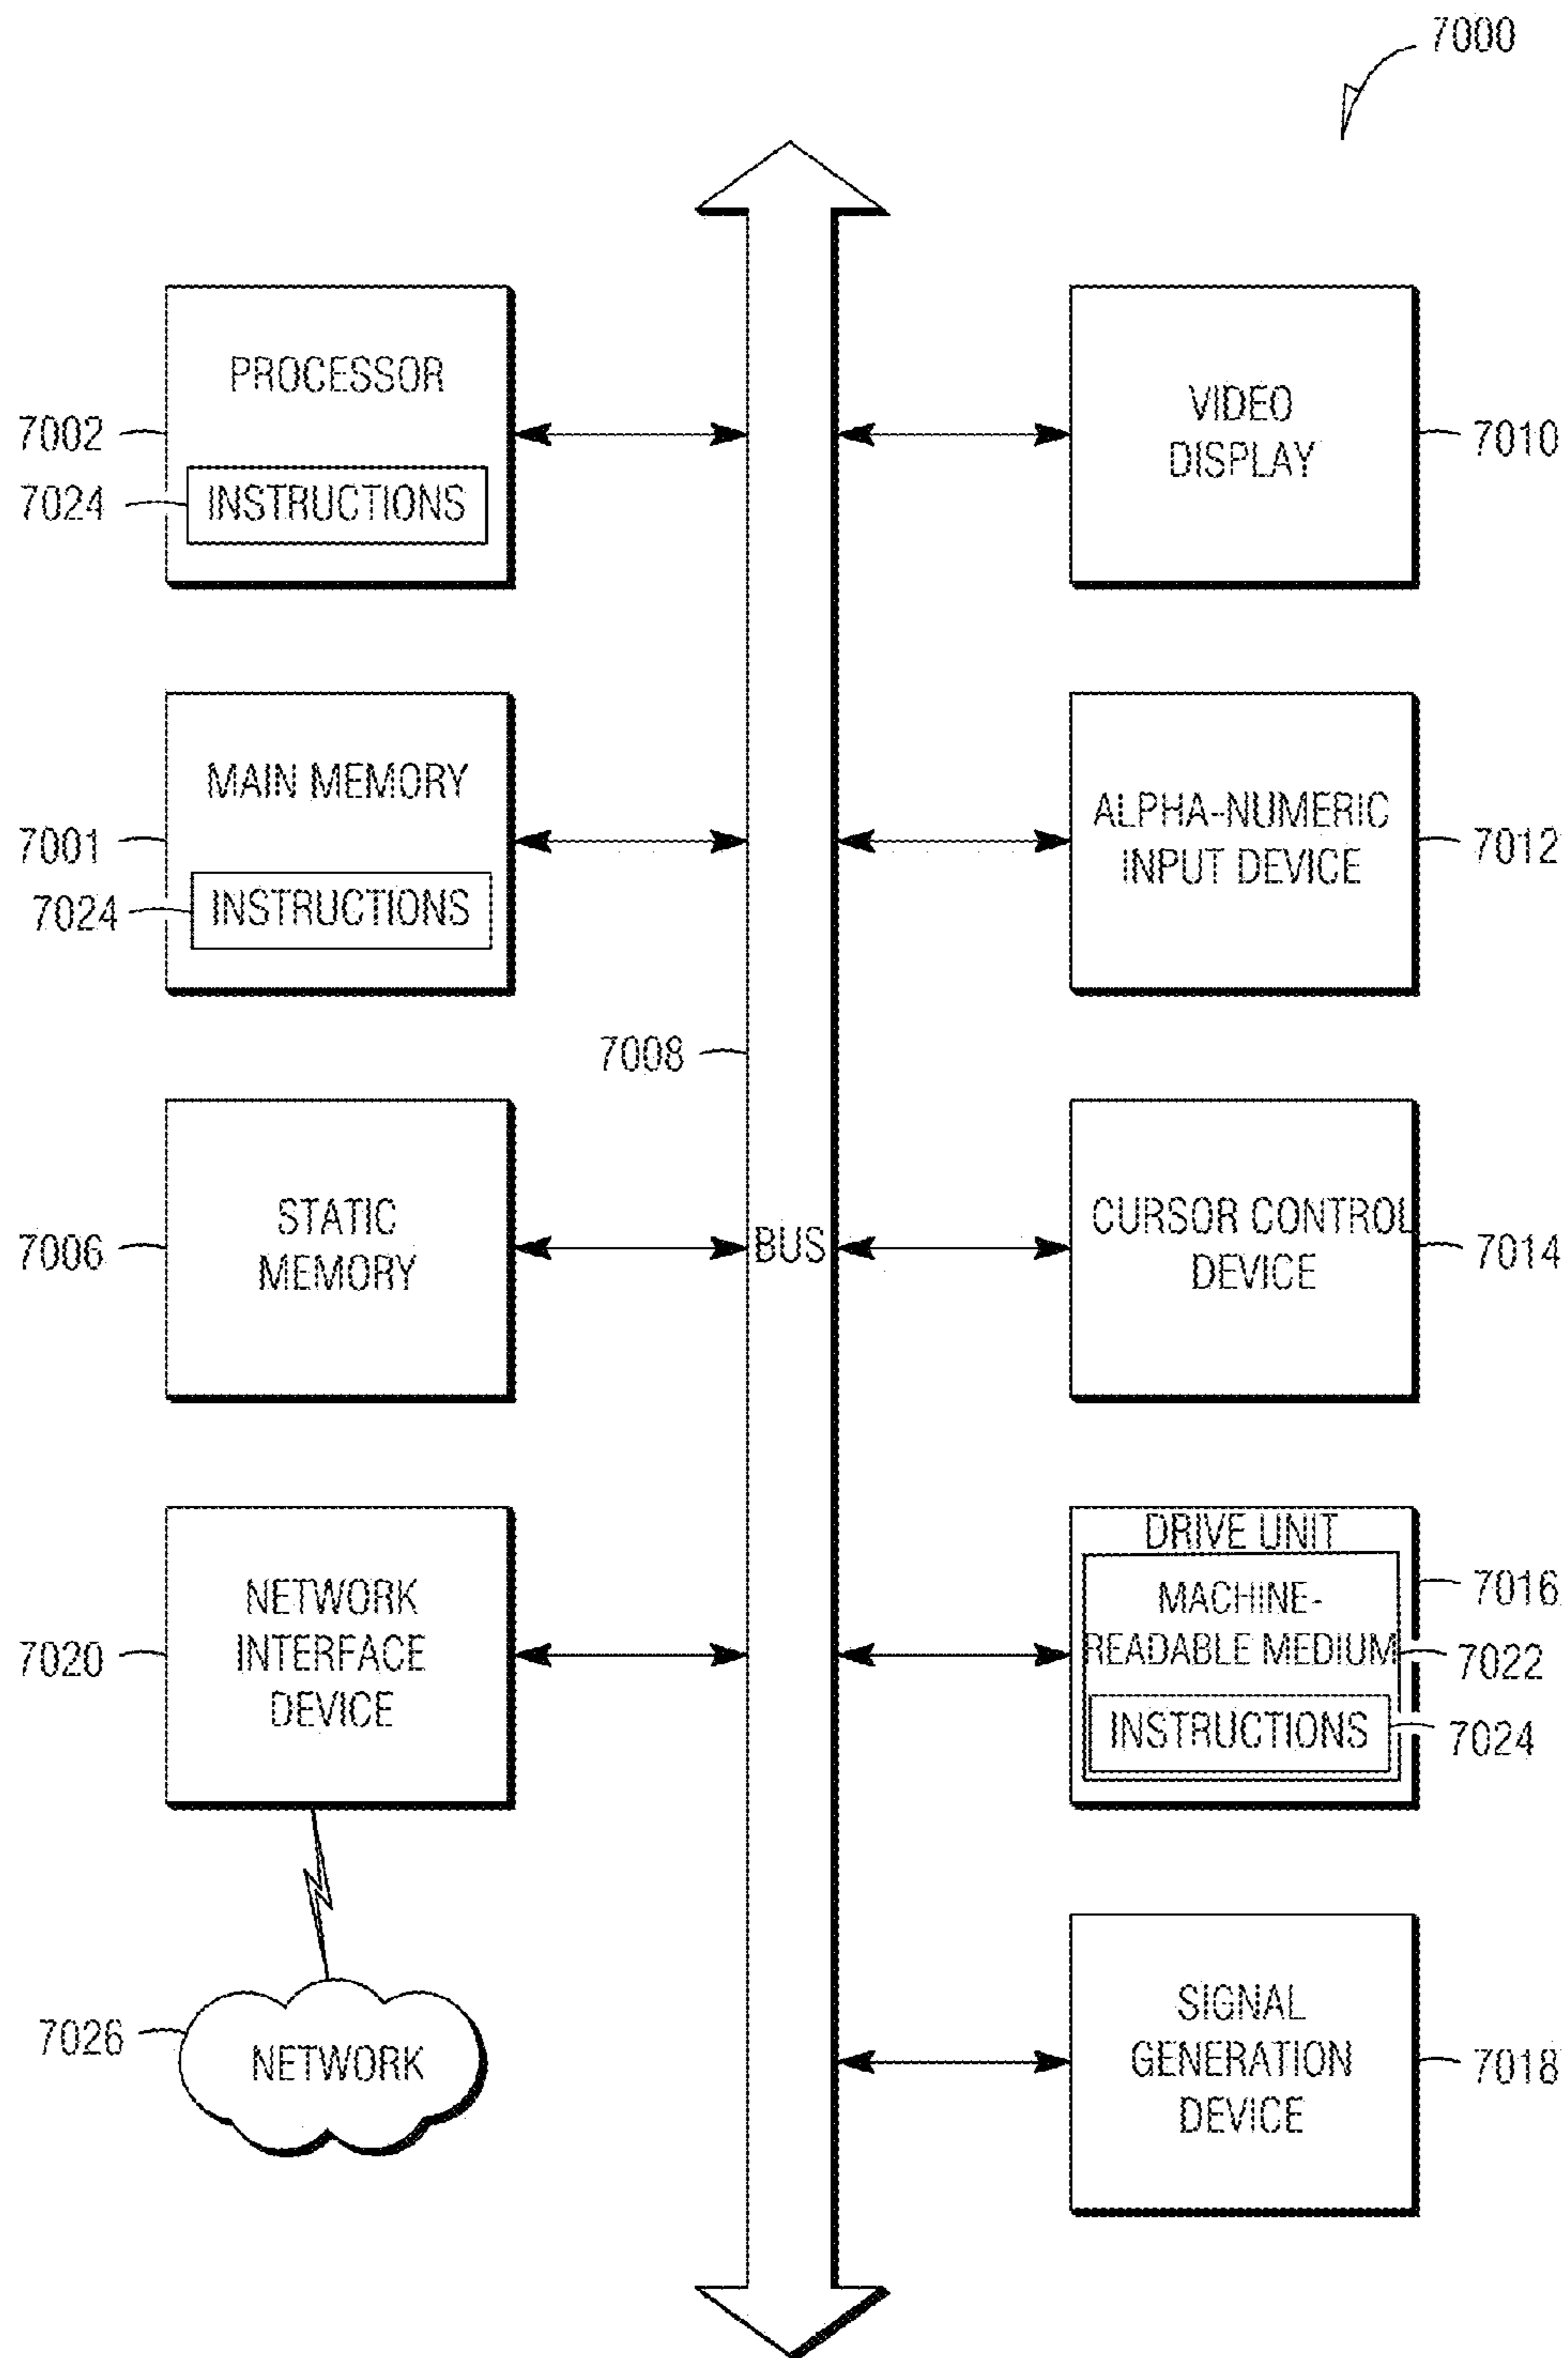 7000
PROCESSOR
7002
7024
INSTRUCTIONS
MAIN MEMORY
7001
7024
INSTRUCTIONS
7008
STATIC
MEMORY
7006
BUS
NETWORK
INTERFACE
DEVICE
7020
7026
NETWORK
VIDEO
DISPLAY
7010
ALPHA-NUMERIC
INPUT DEVICE
7012
CURSOR CONTROL
DEVICE
7014
DRIVE UNIT
7016
MACHINE-
READABLE MEDIUM
7022
INSTRUCTIONS
7024
SIGNAL
GENERATION
DEVICE
7018